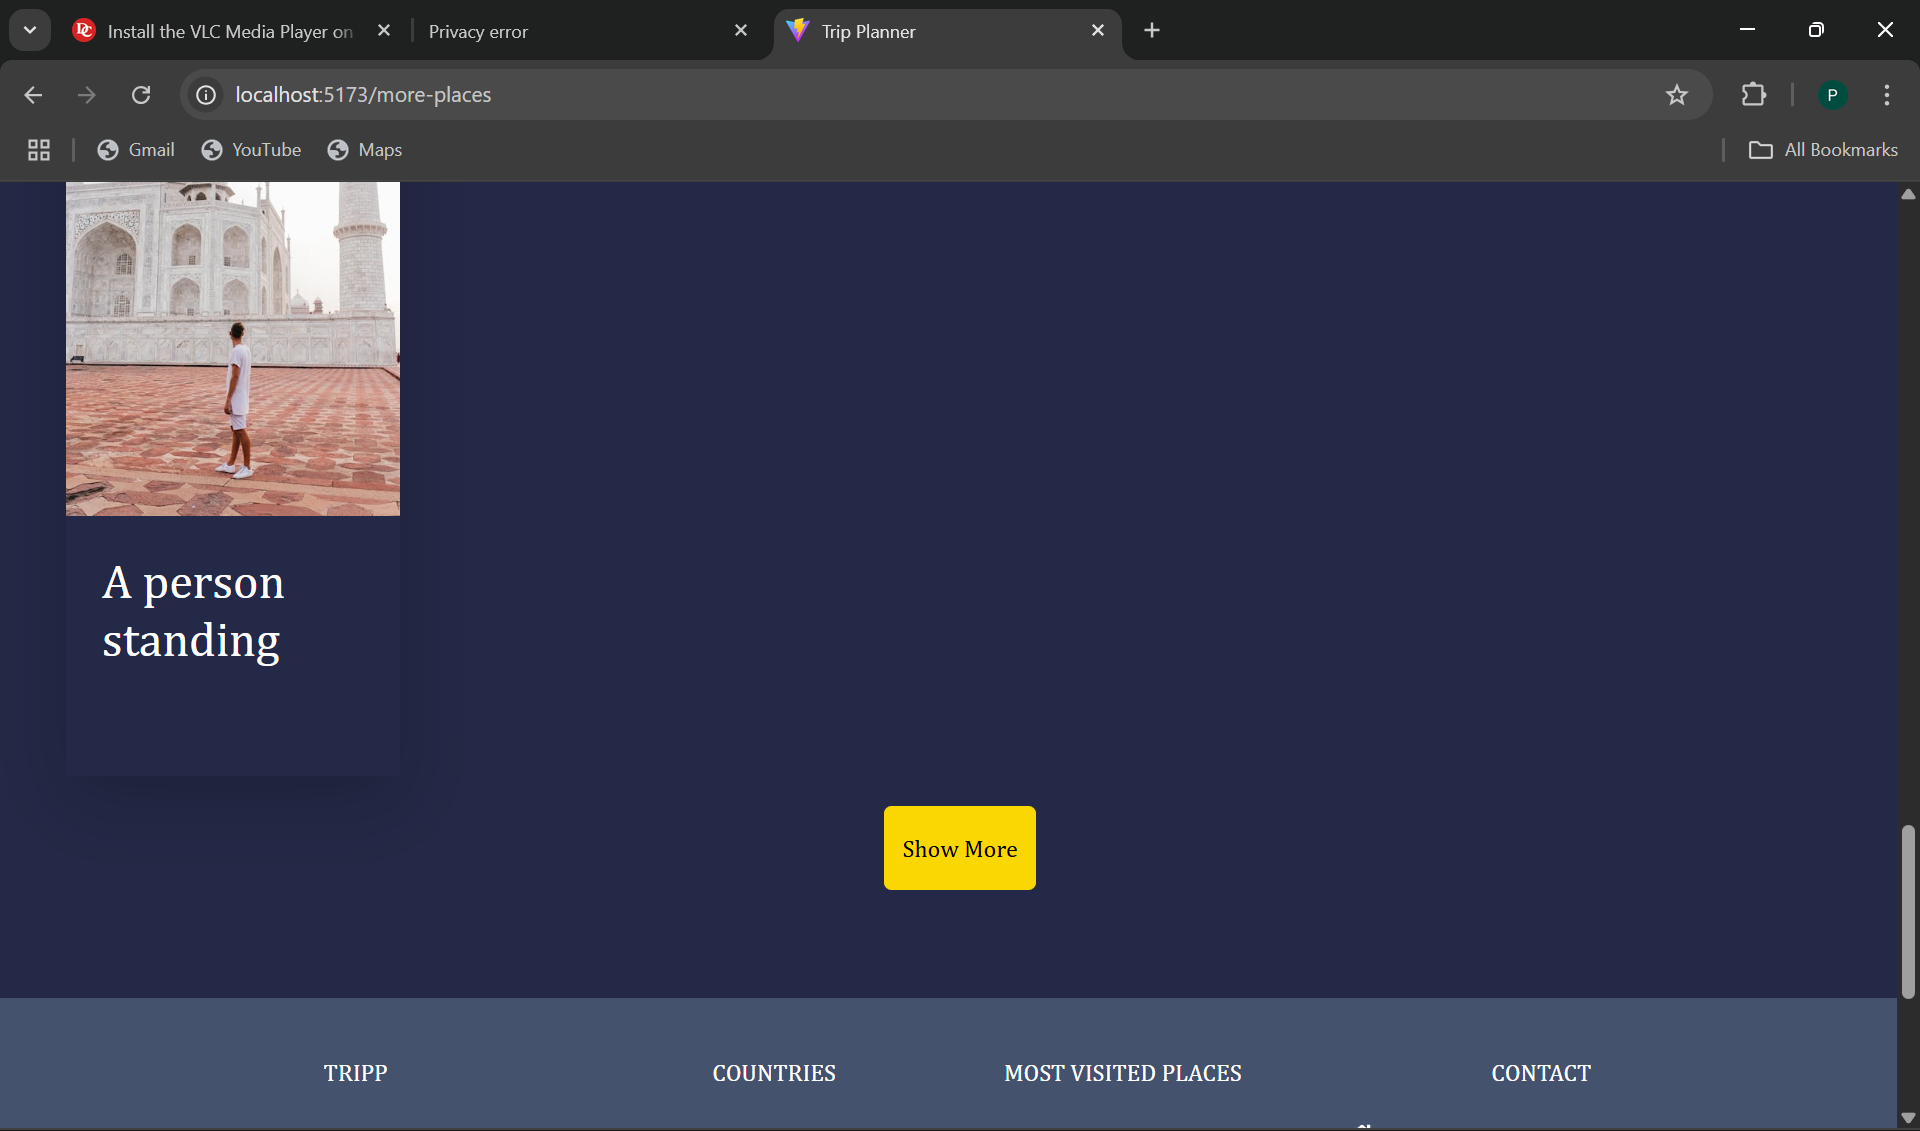 Install the VLC Media Player on
Privacy error
Trip Planner
localhost:5173/more-places
P
Gmail
YouTube
Maps
All Bookmarks
A person
standing
Show More
TRIPP
COUNTRIES
MOST VISITED PLACES
CONTACT